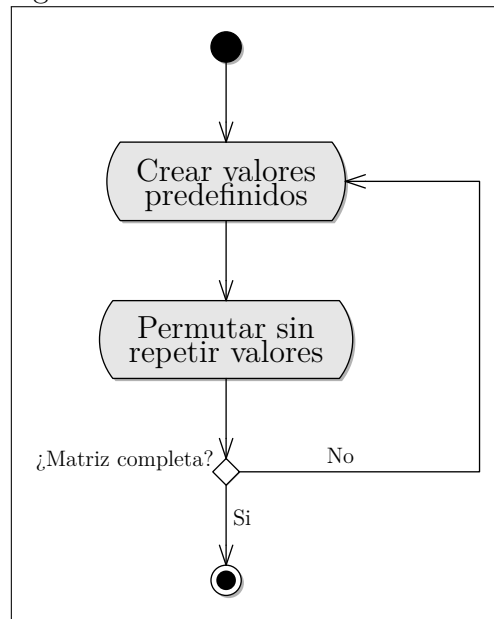 Crear valores
predefinidos
Permutar sin
repetir valores
¿Matriz completa?
No
Si